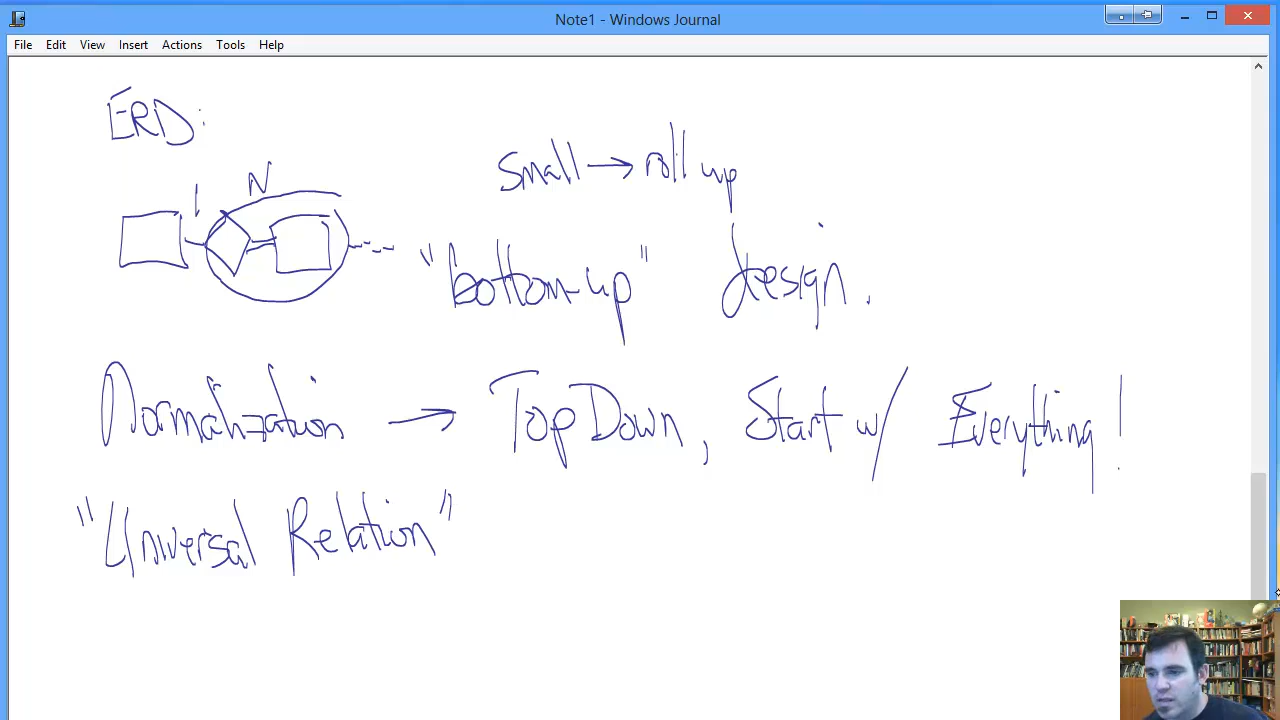 Note1 - Windows Journal
File Edit View Insert Actions Tools Help
ERD:
small → roll up
1 N
"bottom-up" design.
Normalization → Top Down, Start w/ Everything!
"Universal Relation"